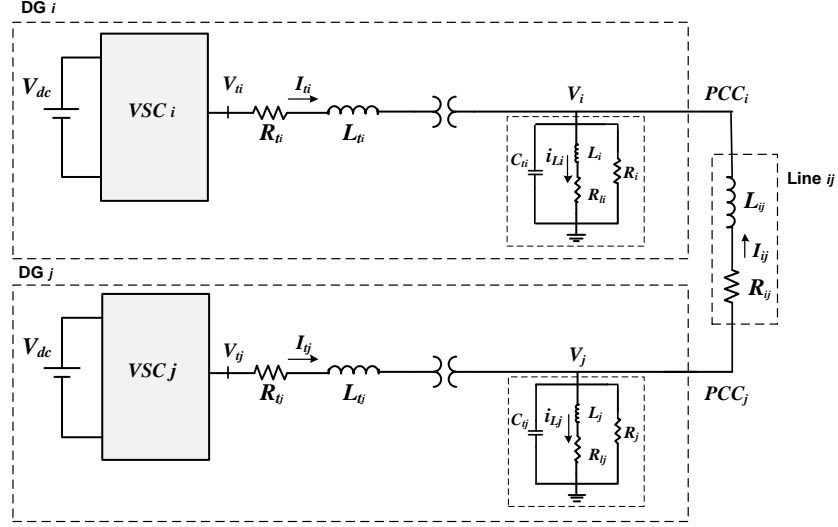 DG i
V_dc
VSC i
V_ti
I_ti
R_ti
L_ti
V_i
PCC_i
C_ti
i_Li
L_i
R_li
R_i
Line ij
L_ij
I_ij
R_ij
DG j
V_dc
VSC j
V_tj
I_tj
R_tj
L_tj
V_j
PCC_j
C_tj
i_Lj
L_j
R_lj
R_j